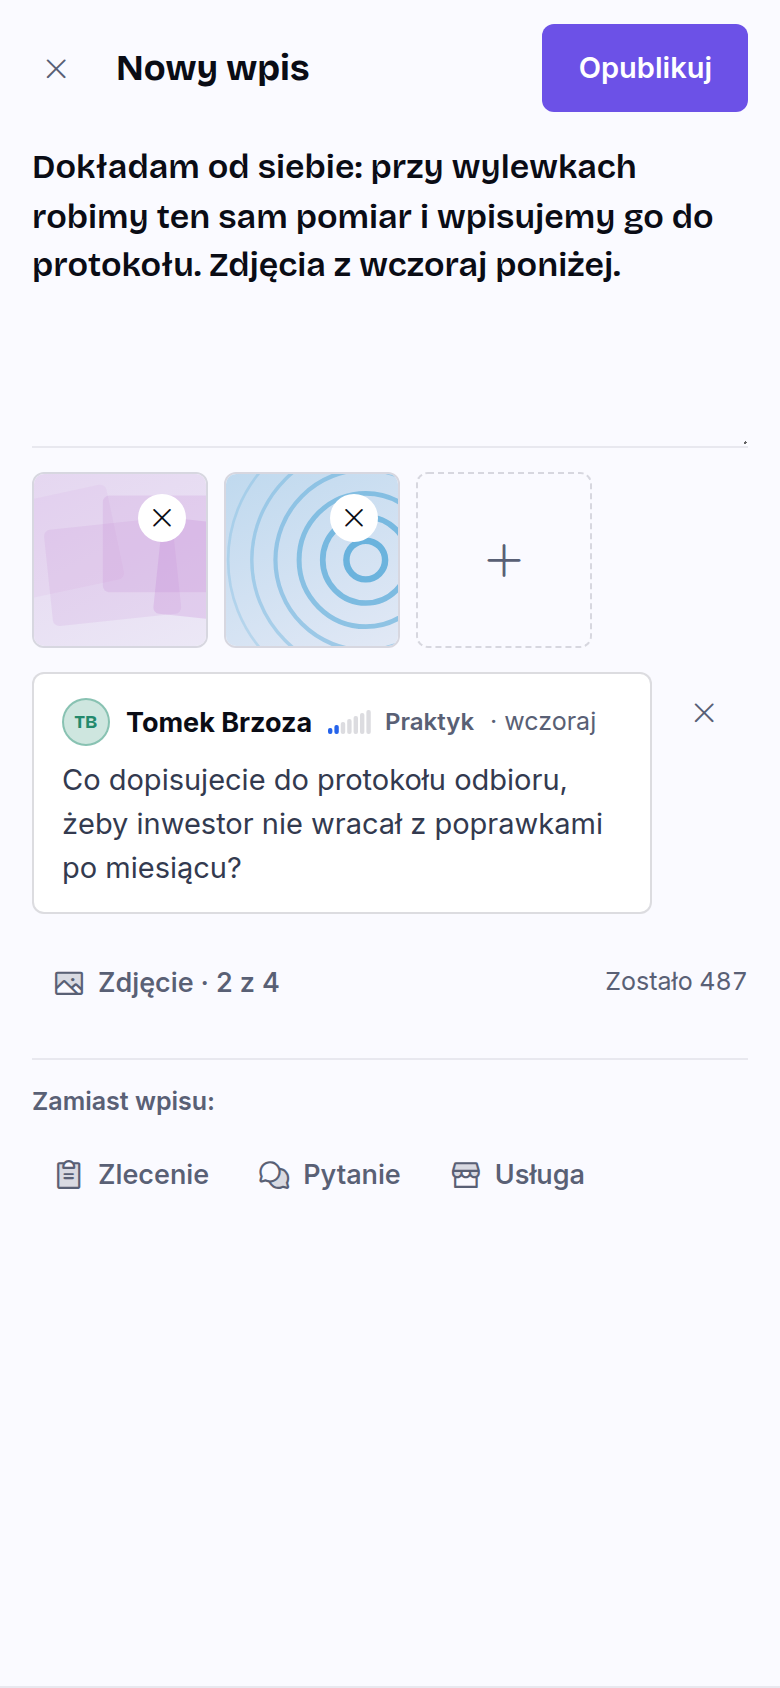 Nowy wpis
Opublikuj
Dokładam od siebie: przy wylewkach
robimy ten sam pomiar i wpisujemy go do
protokołu. Zdjęcia z wczoraj poniżej.
TB
Tomek Brzoza
Praktyk · wczoraj
Co dopisujecie do protokołu odbioru,
żeby inwestor nie wracał z poprawkami
po miesiącu?
Zdjęcie · 2 z 4
Zostało 487
Zamiast wpisu:
Zlecenie
Pytanie
Usługa